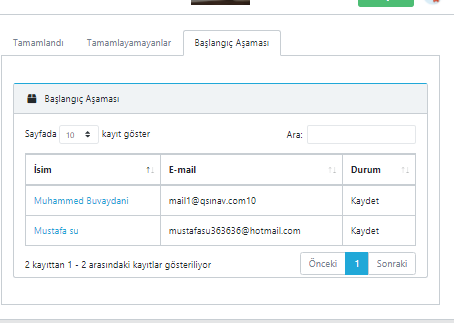 Tamamlandı Tamamlayamayanlar Başlangıç Aşaması
Başlangıç Aşaması
Sayfada 10 kayıt göster Ara:
İsim E-mail Durum
Muhammed Buvaydani mail1@qsınav.com10 Kaydet
Mustafa su mustafasu363636@hotmail.com Kaydet
2 kayıttan 1 - 2 arasındaki kayıtlar gösteriliyor Önceki 1 Sonraki